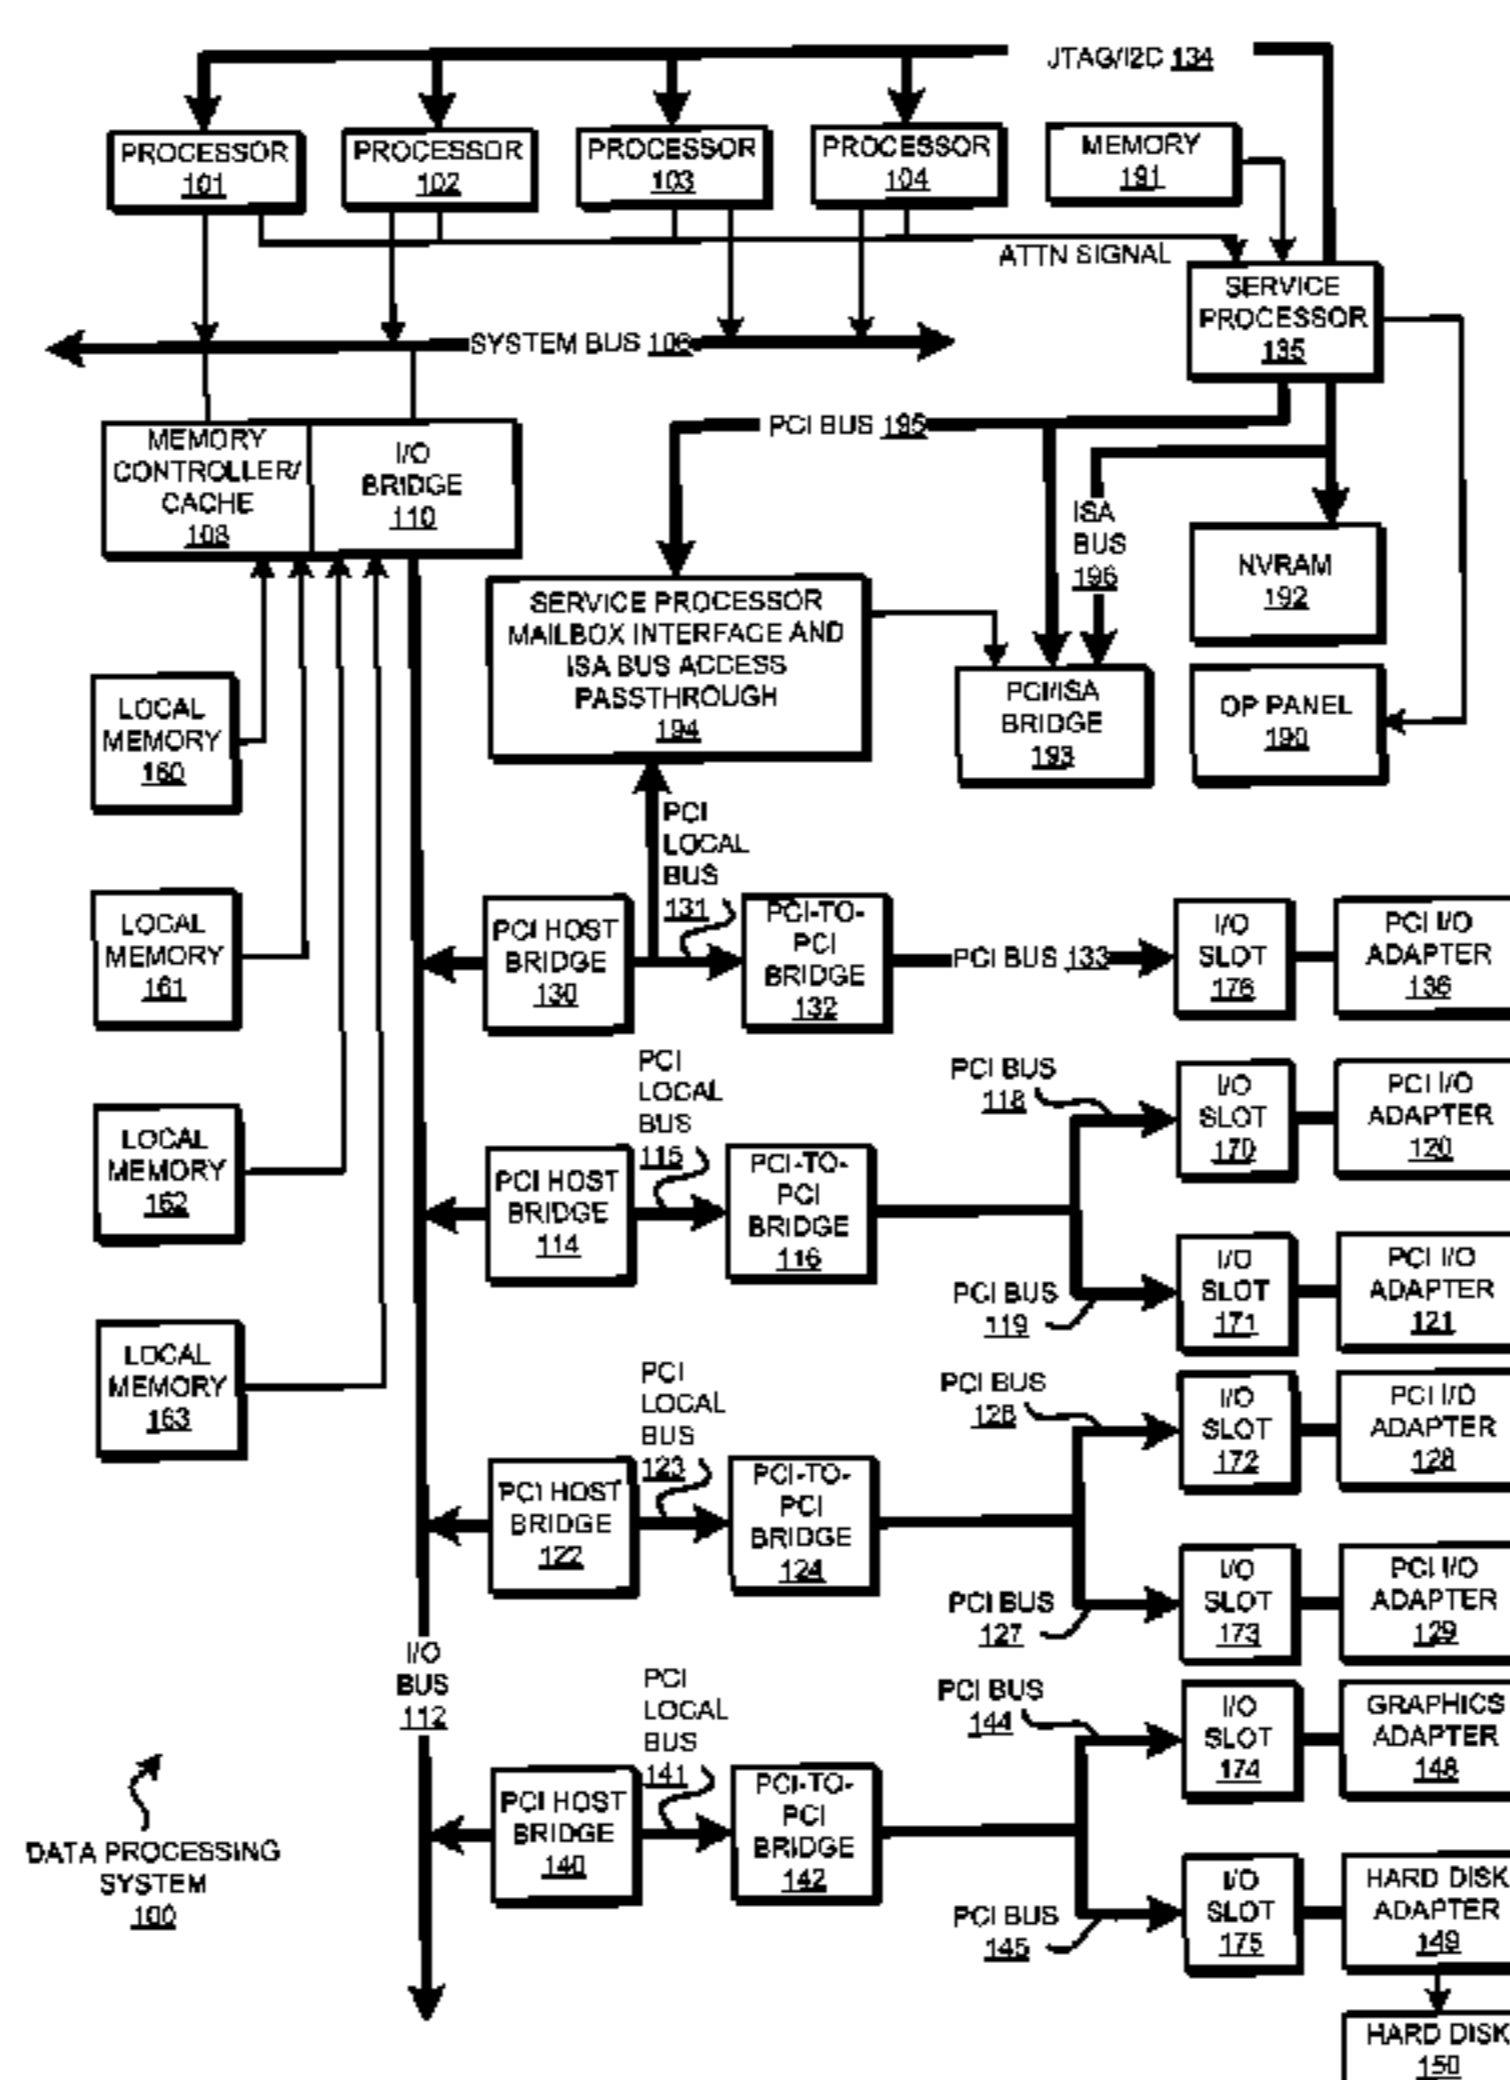 JTAG/I2C 134
PROCESSOR
101
PROCESSOR
102
PROCESSOR
103
PROCESSOR
104
MEMORY
191
ATTN SIGNAL
SERVICE
PROCESSOR
135
SYSTEM BUS 106
PCI BUS 195
MEMORY
CONTROLLER/
CACHE
108
I/O
BRIDGE
110
ISA
BUS
196
NVRAM
192
SERVICE PROCESSOR
MAILBOX INTERFACE AND
ISA BUS ACCESS
PASSTHROUGH
194
PCI/ISA
BRIDGE
193
OP PANEL
190
LOCAL
MEMORY
160
LOCAL
MEMORY
161
LOCAL
MEMORY
162
LOCAL
MEMORY
163
PCI
LOCAL
BUS
131
PCI HOST
BRIDGE
130
PCI-TO-
PCI
BRIDGE
132
PCI BUS 133
I/O
SLOT
176
PCI I/O
ADAPTER
136
PCI
LOCAL
BUS
115
PCI HOST
BRIDGE
114
PCI-TO-
PCI
BRIDGE
116
PCI BUS
118
I/O
SLOT
170
PCI I/O
ADAPTER
120
PCI BUS
119
I/O
SLOT
171
PCI I/O
ADAPTER
121
PCI
LOCAL
BUS
123
PCI HOST
BRIDGE
122
PCI-TO-
PCI
BRIDGE
124
PCI BUS
126
I/O
SLOT
172
PCI I/O
ADAPTER
128
PCI BUS
127
I/O
SLOT
173
PCI I/O
ADAPTER
129
I/O
BUS
112
PCI
LOCAL
BUS
141
PCI HOST
BRIDGE
140
PCI-TO-
PCI
BRIDGE
142
PCI BUS
144
I/O
SLOT
174
GRAPHICS
ADAPTER
148
PCI BUS
145
I/O
SLOT
175
HARD DISK
ADAPTER
149
HARD DISK
150
DATA PROCESSING
SYSTEM
100